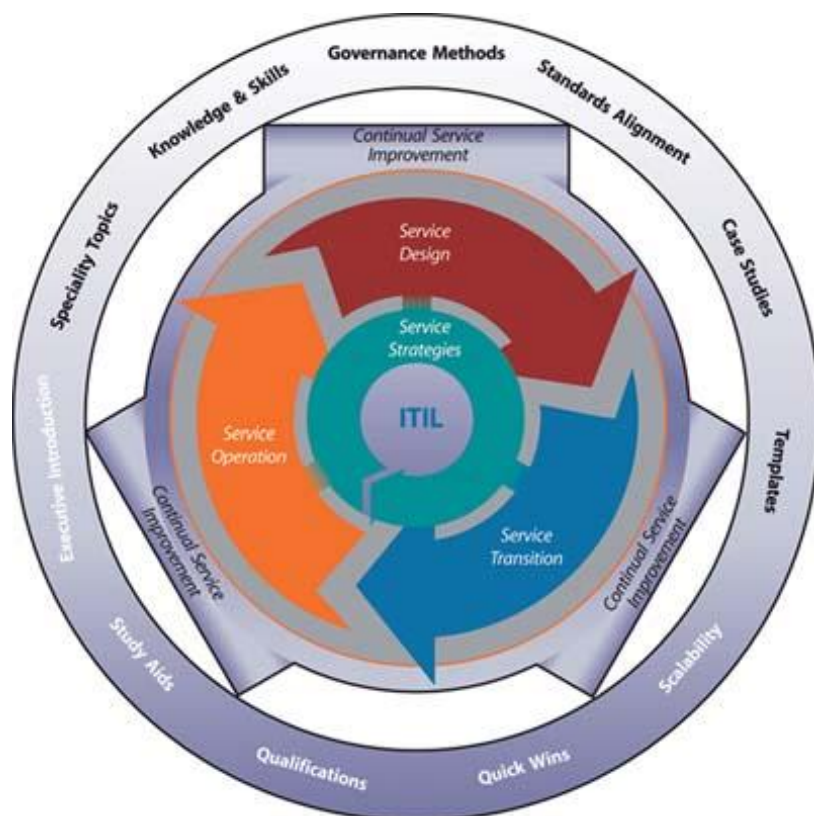 Governance Methods
Standards Alignment
Case Studies
Templates
Scalability
Quick Wins
Qualifications
Study Aids
Executive Introduction
Speciality Topics
Knowledge & Skills
Continual Service
Improvement
Service
Design
Service
Strategies
ITIL
Service
Operation
Service
Transition
Continual Service
Improvement
Continual Service
Improvement